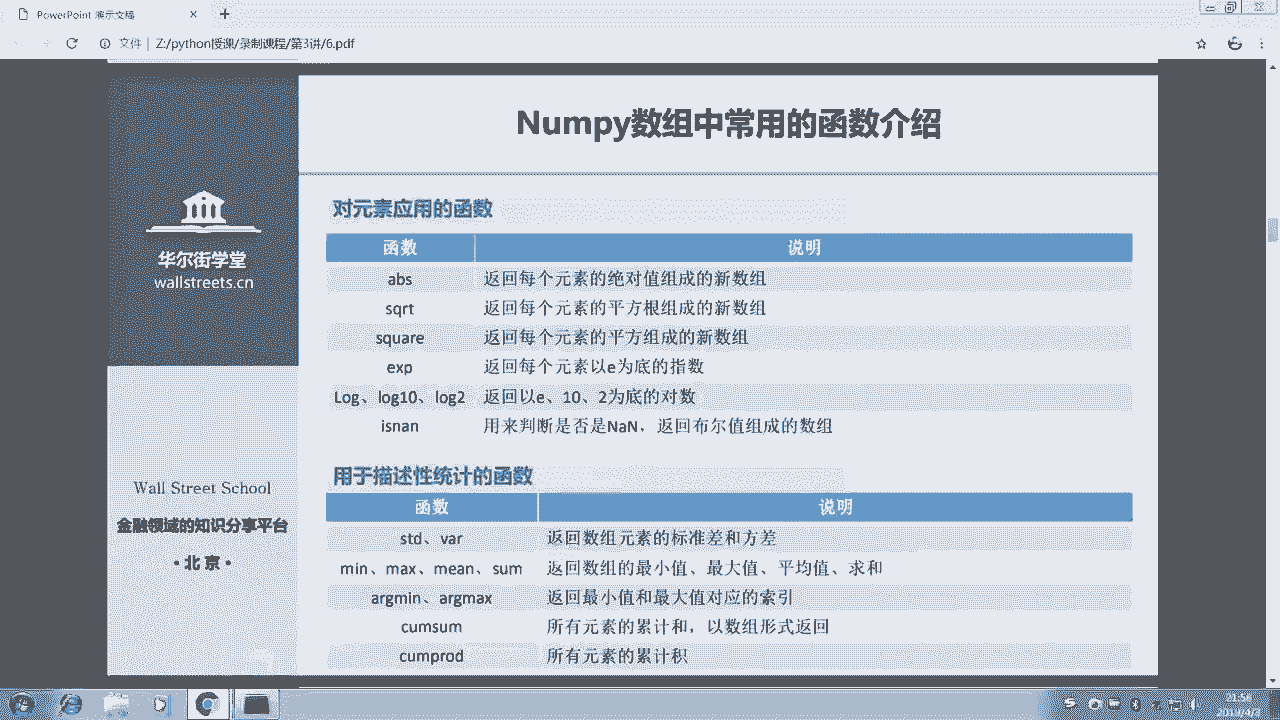 PowerPoint 演示文稿
文件 | Z:/python授课/录制课程/第3讲/6.pdf
Numpy数组中常用的函数介绍
华尔街学堂
wallstreets.cn
Wall Street School
金融领域的知识分享平台
• 北 京 •
对元素应用的函数
函数 说明
abs 返回每个元素的绝对值组成的新数组
sqrt 返回每个元素的平方根组成的新数组
square 返回每个元素的平方组成的新数组
exp 返回每个元素以e为底的指数
Log、log10、log2 返回以e、10、2为底的对数
isnan 用来判断是否是NaN，返回布尔值组成的数组
用于描述性统计的函数
函数 说明
std、var 返回数组元素的标准差和方差
min、max、mean、sum 返回数组的最小值、最大值、平均值、求和
argmin、argmax 返回最小值和最大值对应的索引
cumsum 所有元素的累计和，以数组形式返回
cumprod 所有元素的累计积